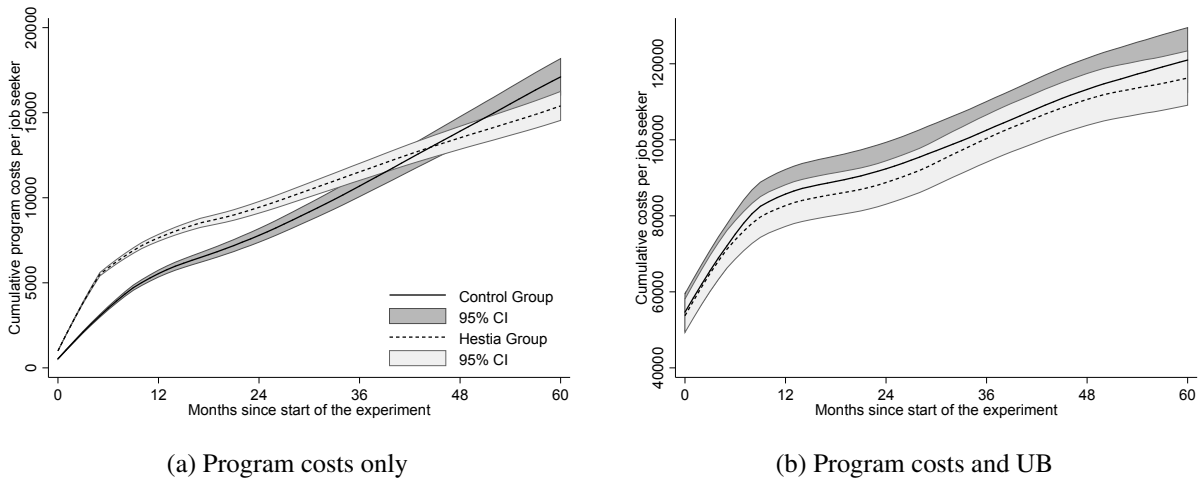 Cumulative program costs per job seeker
20000
15000
10000
5000
0
Control Group
95% CI
Hestia Group
95% CI
0 12 24 36 48 60
Months since start of the experiment
(a) Program costs only
Cumulative costs per job seeker
120000
100000
80000
60000
40000
0 12 24 36 48 60
Months since start of the experiment
(b) Program costs and UB